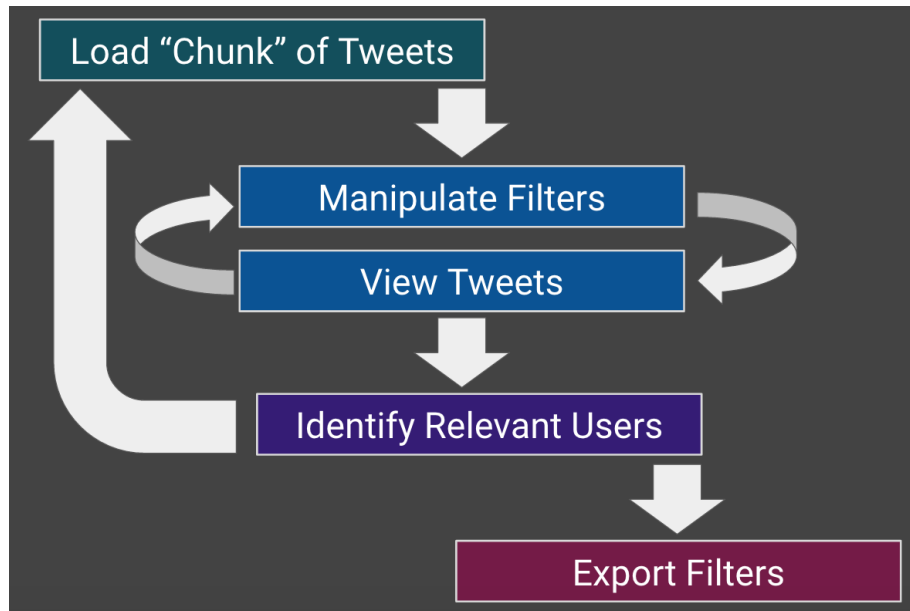 Load “Chunk” of Tweets
Manipulate Filters
View Tweets
Identify Relevant Users
Export Filters